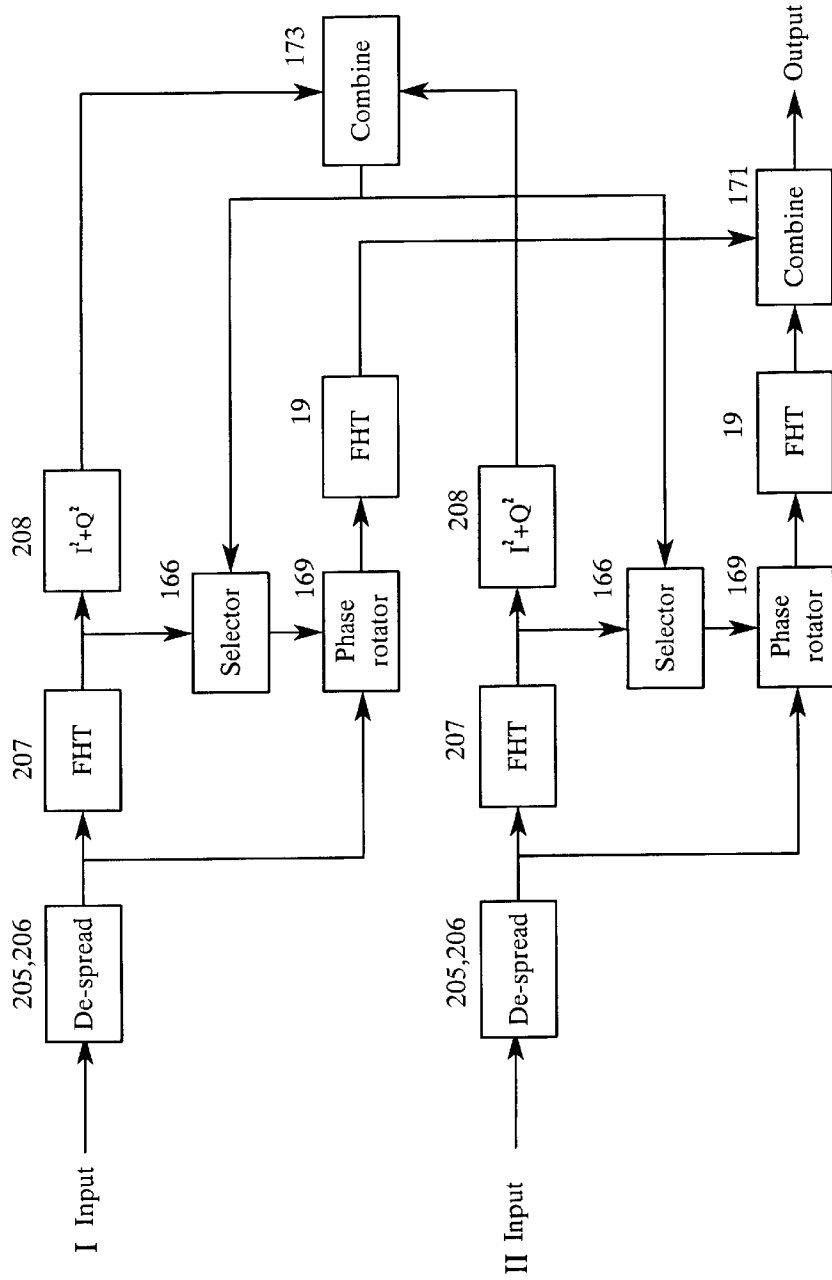 I Input
205,206
De-spread
207
FHT
208
I²+Q²
166
Selector
169
Phase
rotator
19
FHT
173
Combine
II Input
205,206
De-spread
207
FHT
208
I²+Q²
166
Selector
169
Phase
rotator
19
FHT
171
Combine
Output